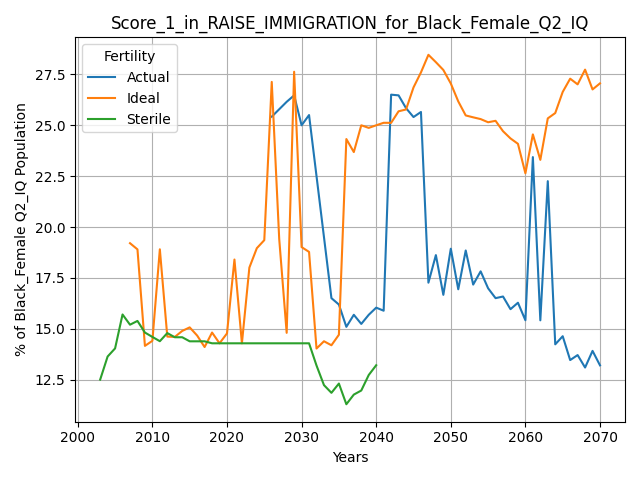 Score_1_in_RAISE_IMMIGRATION_for_Black_Female_Q2_IQ
% of Black_Female Q2_IQ Population
Fertility
Actual
Ideal
Sterile
27.5
25.0
22.5
20.0
17.5
15.0
12.5
2000 2010 2020 2030 2040 2050 2060 2070
Years